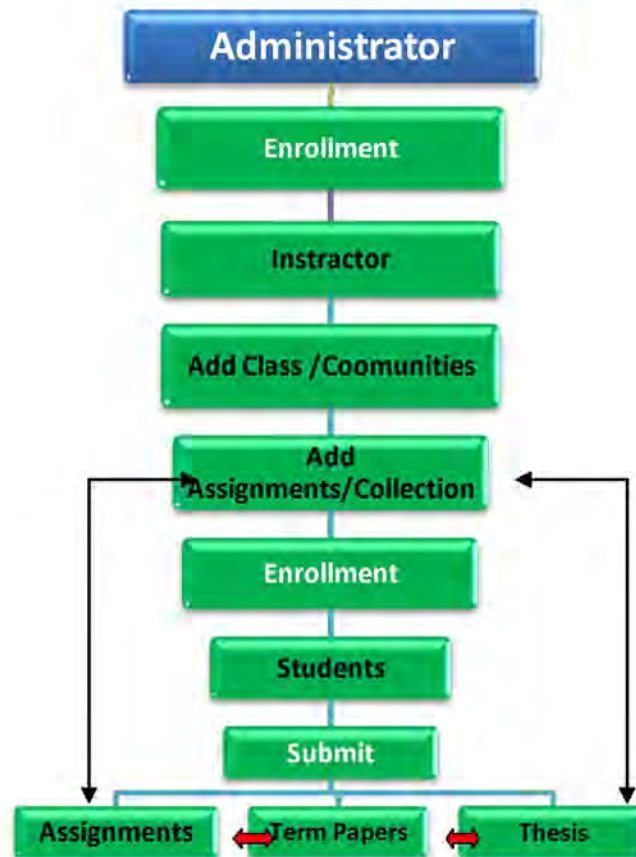 Administrator
Enrollment
Instractor
Add Class /Coomunities
Add
Assignments/Collection
Enrollment
Students
Submit
Assignments
Term Papers
Thesis